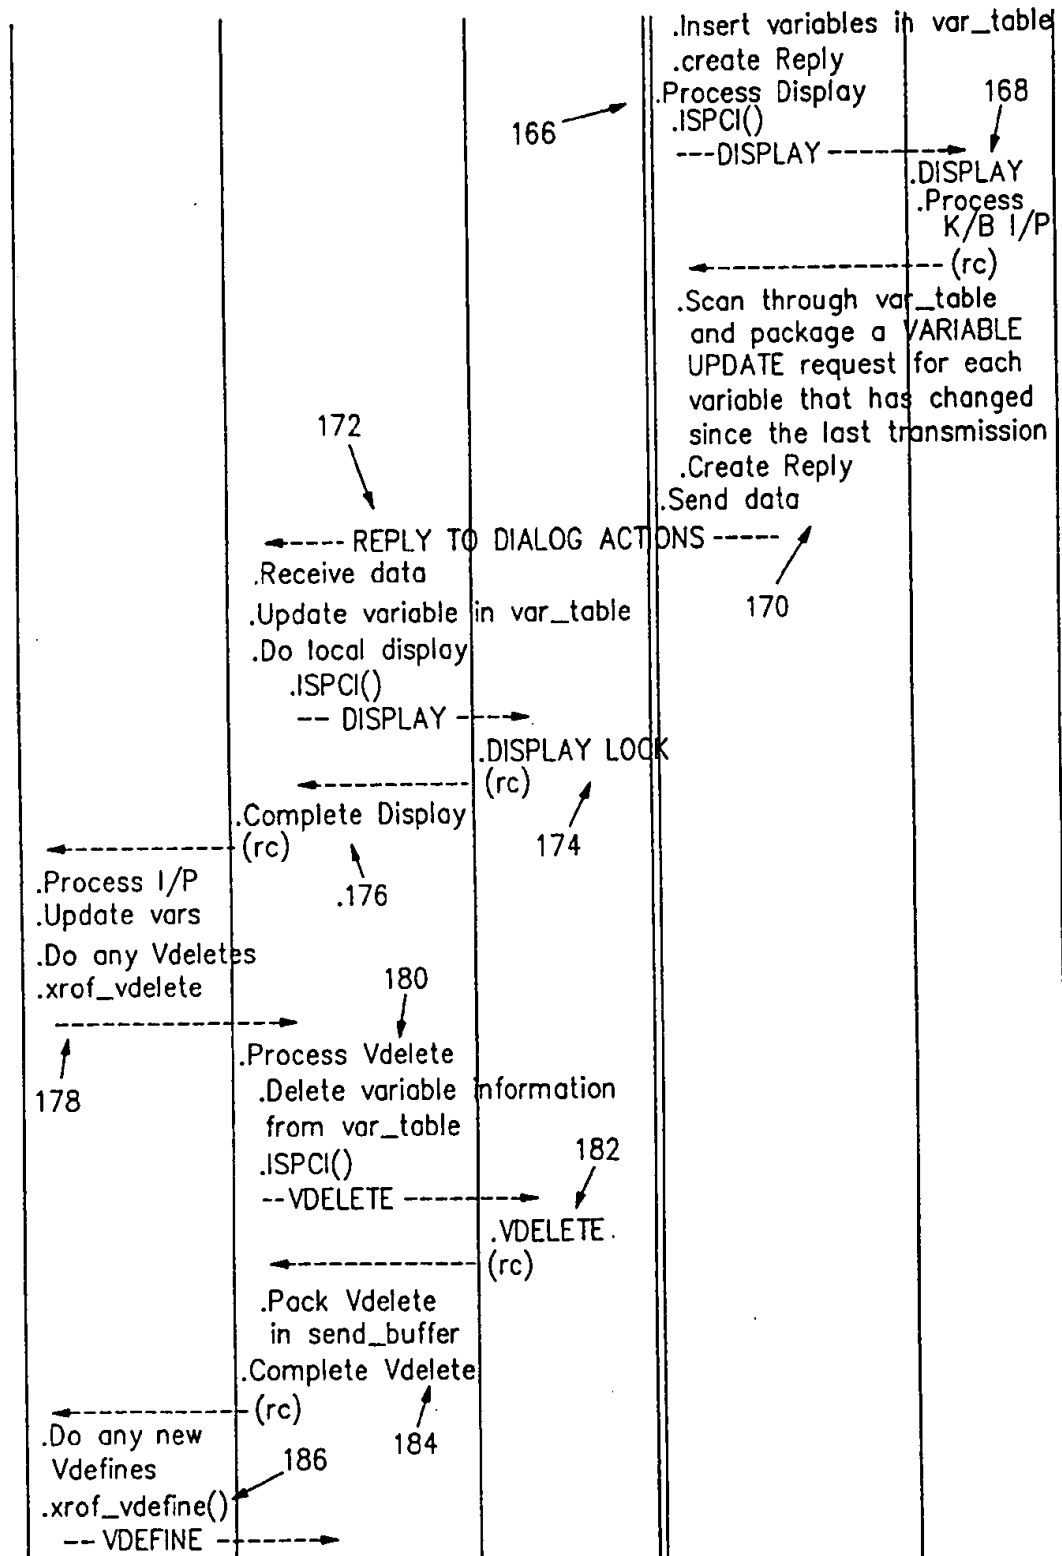 .Insert variables in var_table
.create Reply
.Process Display
168
166
.ISPCI()
---DISPLAY-------
.DISPLAY
.Process
K/B I/P
-------------- (rc)
.Scan through var_table
and package a VARIABLE
UPDATE request for each
variable that has changed
since the last transmission
172
.Create Reply
.Send data
---- REPLY TO DIALOG ACTIONS -----
.Receive data
170
.Update variable in var_table
.Do local display
.ISPCI()
-- DISPLAY ----
.DISPLAY LOCK
(rc)
.Complete Display
174
(rc)
.Process I/P
.176
.Update vars
.Do any Vdeletes
.xrof_vdelete
180
.Process Vdelete
178
.Delete variable information
from var_table
182
.ISPCI()
--VDELETE --------
.VDELETE.
(rc)
.Pack Vdelete
in send_buffer
.Complete Vdelete
(rc)
184
.Do any new
Vdefines
186
.xrof_vdefine()
-- VDEFINE -------